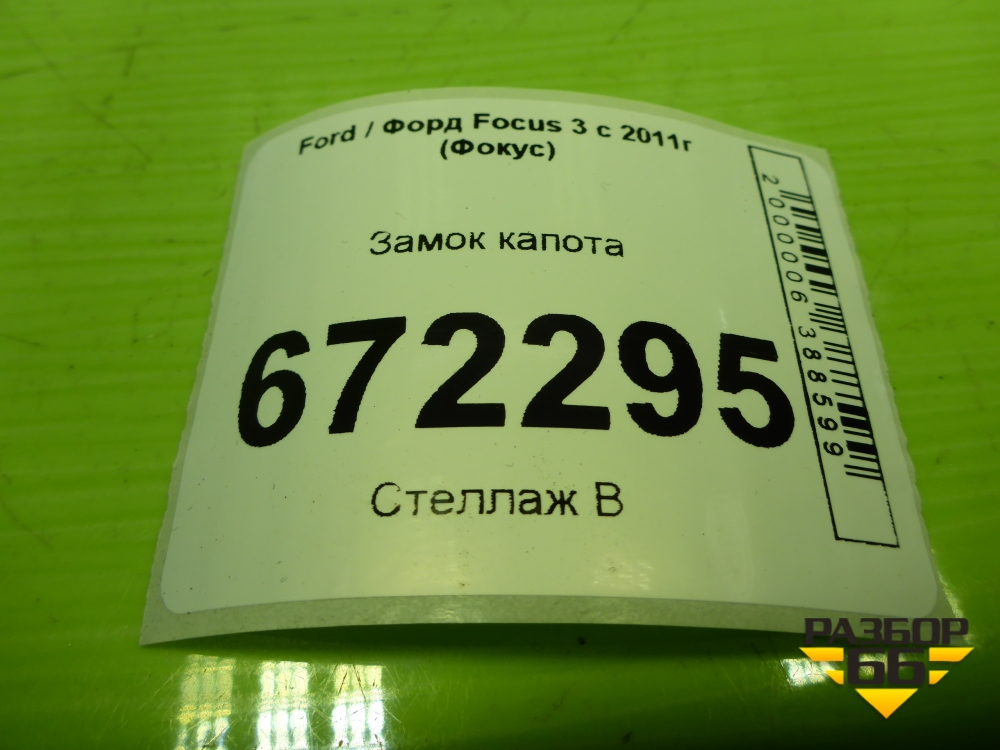 Ford / Форд Focus 3 с 2011г
(Фокус)
Замок капота
672295
Стеллаж В
2000006388599
РАЗБОР
66